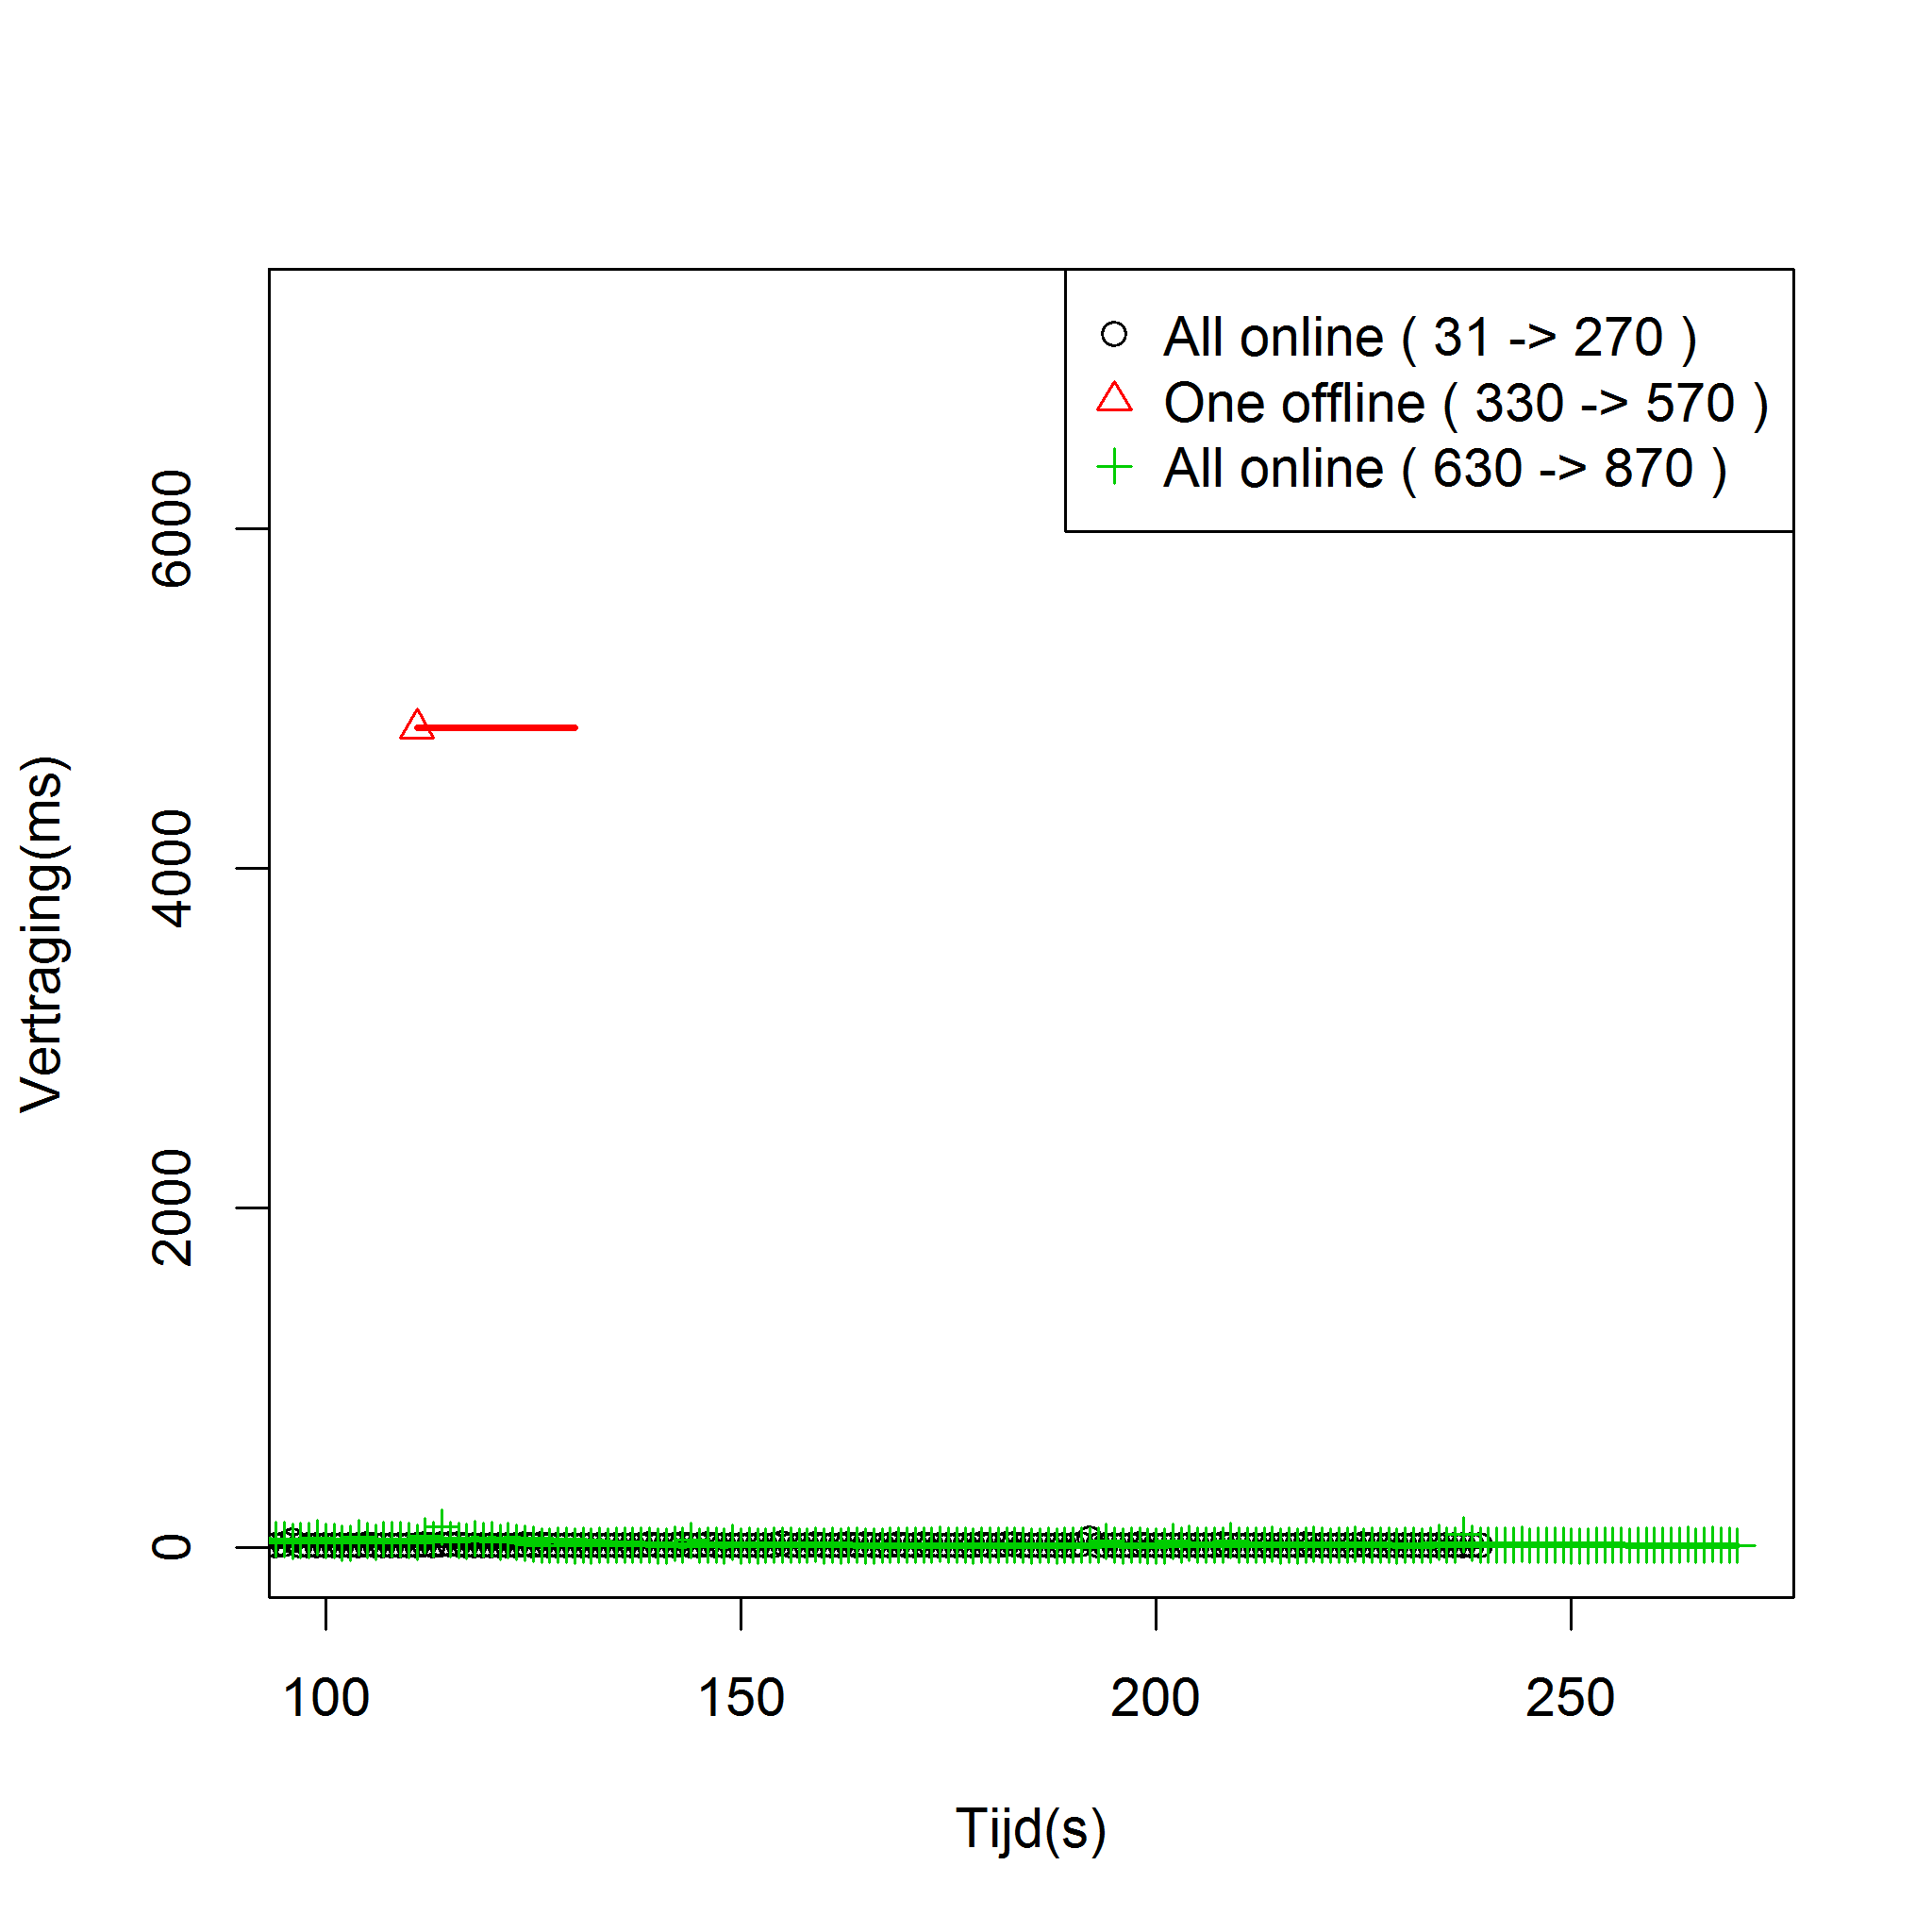 All online ( 31 -> 270 )
One offline ( 330 -> 570 )
All online ( 630 -> 870 )
6000
4000
2000
0
Vertraging(ms)
100 150 200 250
Tijd(s)